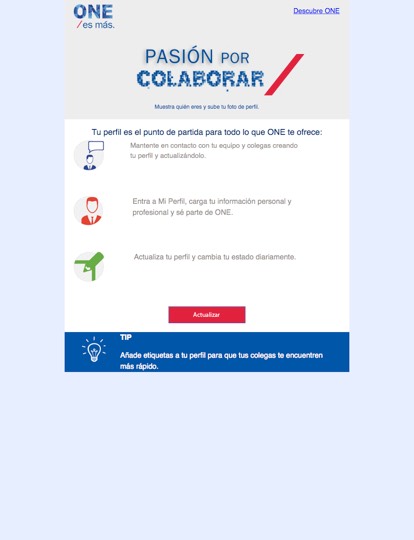 ONE
es más.
Descubre ONE
PASIÓN POR
COLABORAR
Muestra quién eres y sube tu foto de perfil.
Tu perfil es el punto de partida para todo lo que ONE te ofrece:
Mantente en contacto con tu equipo y colegas creando
tu perfil y actualizándolo.
Entra a Mi Perfil, carga tu información personal y
profesional y sé parte de ONE.
Actualiza tu perfil y cambia tu estado diariamente.
Actualizar
TIP
Añade etiquetas a tu perfil para que tus colegas te encuentren
más rápido.